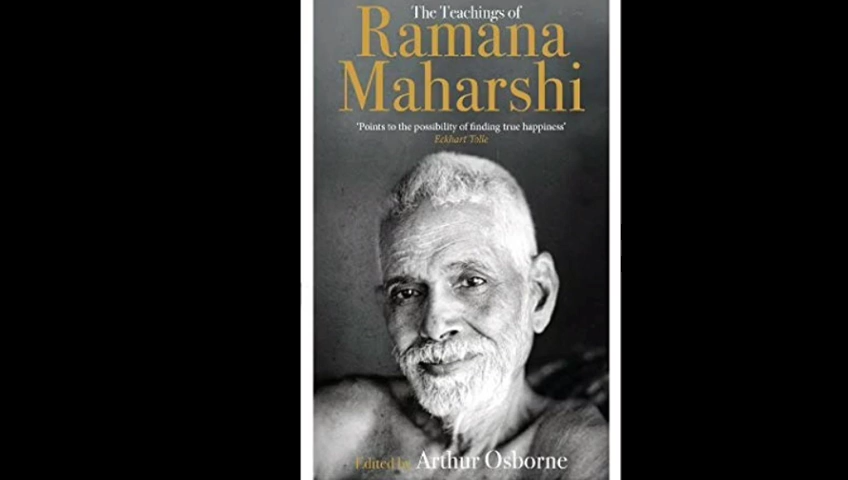 The Teachings of
Ramana
Maharshi
'Points to the possibility of finding true happiness'
Eckhart Tolle
Edited by Arthur Osborne